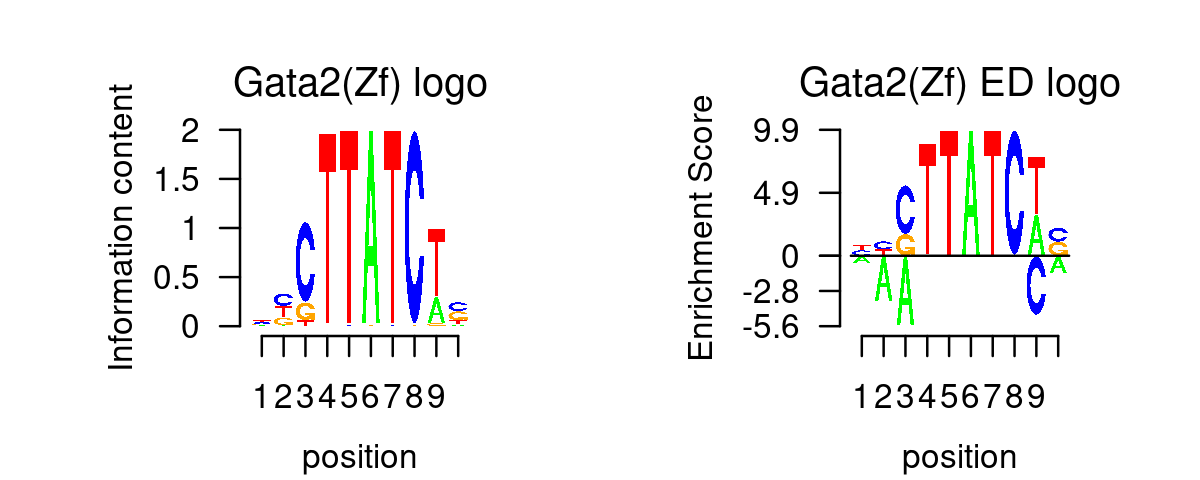 Gata2(Zf) logo
Information content
2
1.5
1
0.5
0
123456789
position
Gata2(Zf) ED logo
Enrichment Score
9.9
4.9
0
-2.8
-5.6
123456789
position